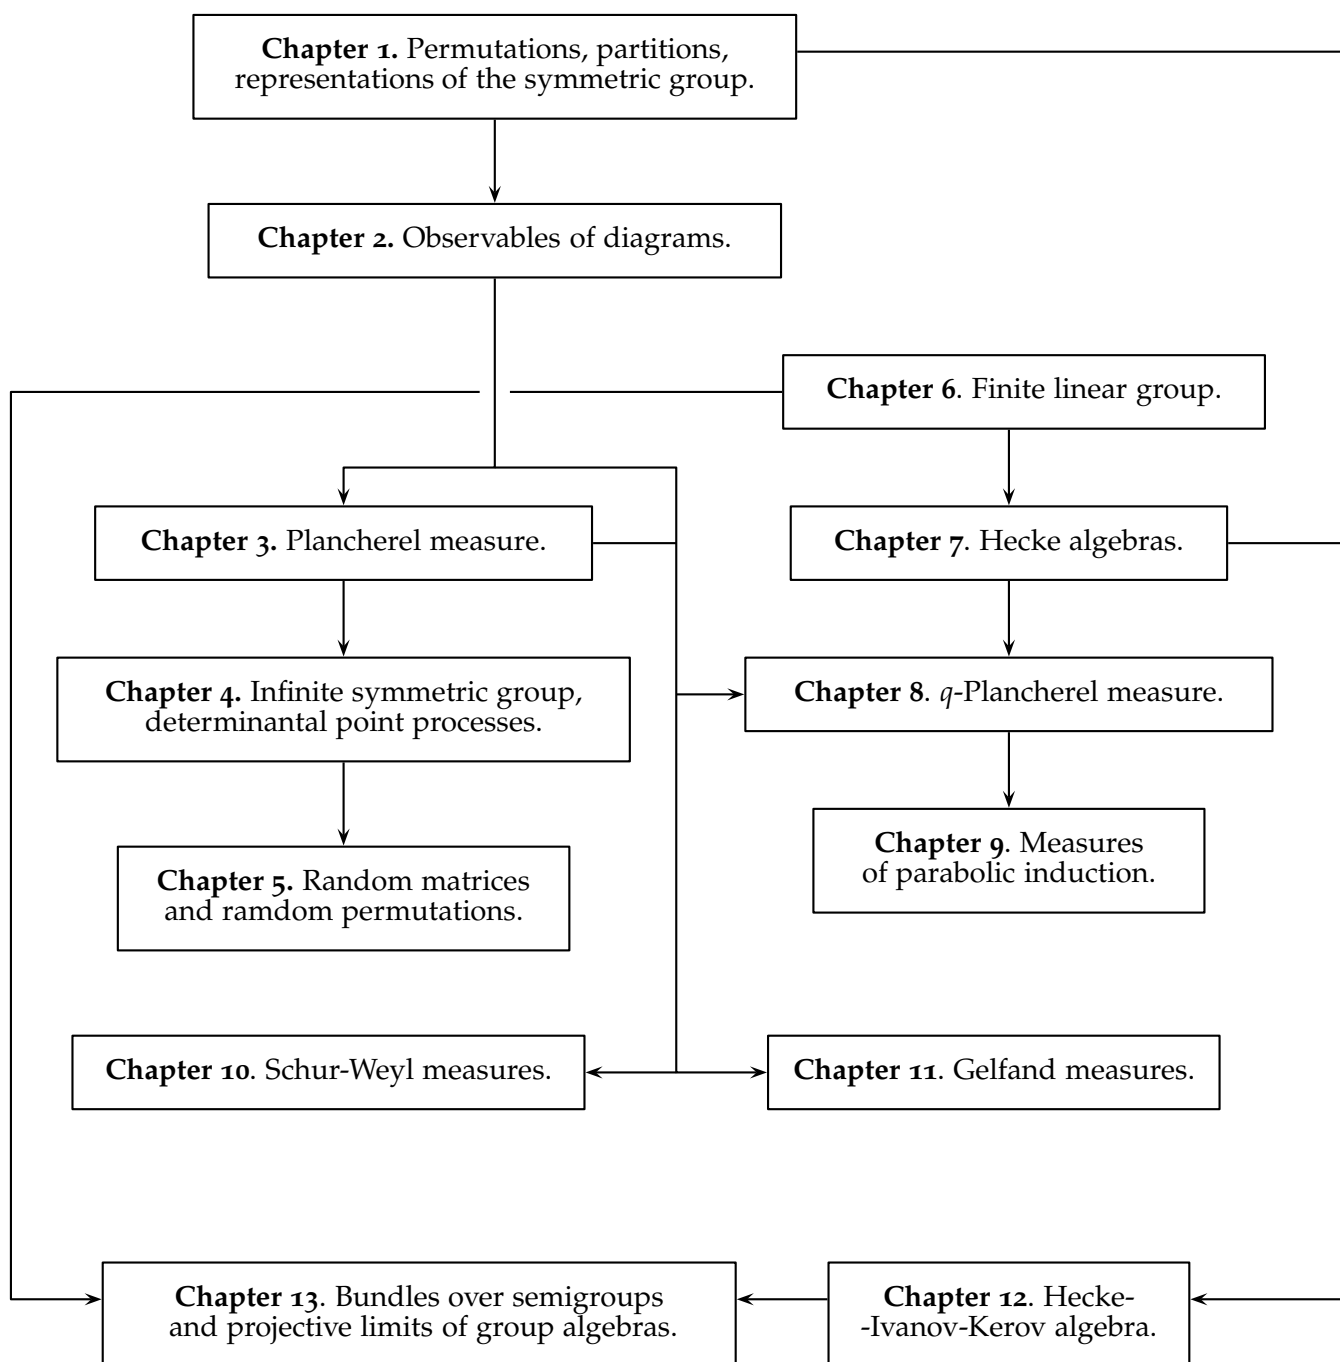 Chapter 1. Permutations, partitions,
representations of the symmetric group.
Chapter 2. Observables of diagrams.
Chapter 6. Finite linear group.
Chapter 3. Plancherel measure.
Chapter 7. Hecke algebras.
Chapter 4. Infinite symmetric group,
determinantal point processes.
Chapter 8. q-Plancherel measure.
Chapter 9. Measures
of parabolic induction.
Chapter 5. Random matrices
and ramdom permutations.
Chapter 10. Schur-Weyl measures.
Chapter 11. Gelfand measures.
Chapter 13. Bundles over semigroups
and projective limits of group algebras.
Chapter 12. Hecke-
-Ivanov-Kerov algebra.